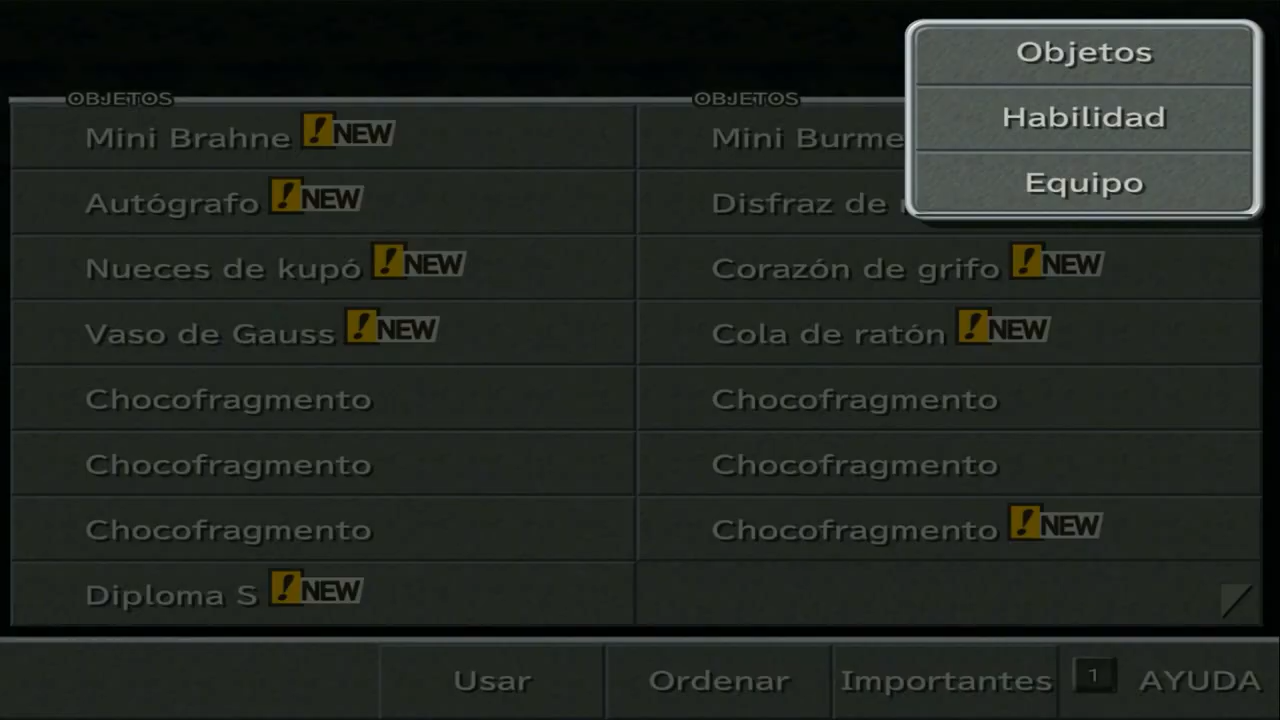 Objetos
Habilidad
Equipo
OBJETOS OBJETOS
Mini Brahne ! NEW Mini Burme
Autógrafo ! NEW Disfraz de
Nueces de kupó ! NEW Corazón de grifo ! NEW
Vaso de Gauss ! NEW Cola de ratón ! NEW
Chocofragmento Chocofragmento
Chocofragmento Chocofragmento
Chocofragmento Chocofragmento ! NEW
Diploma S ! NEW
Usar Ordenar Importantes 1 AYUDA